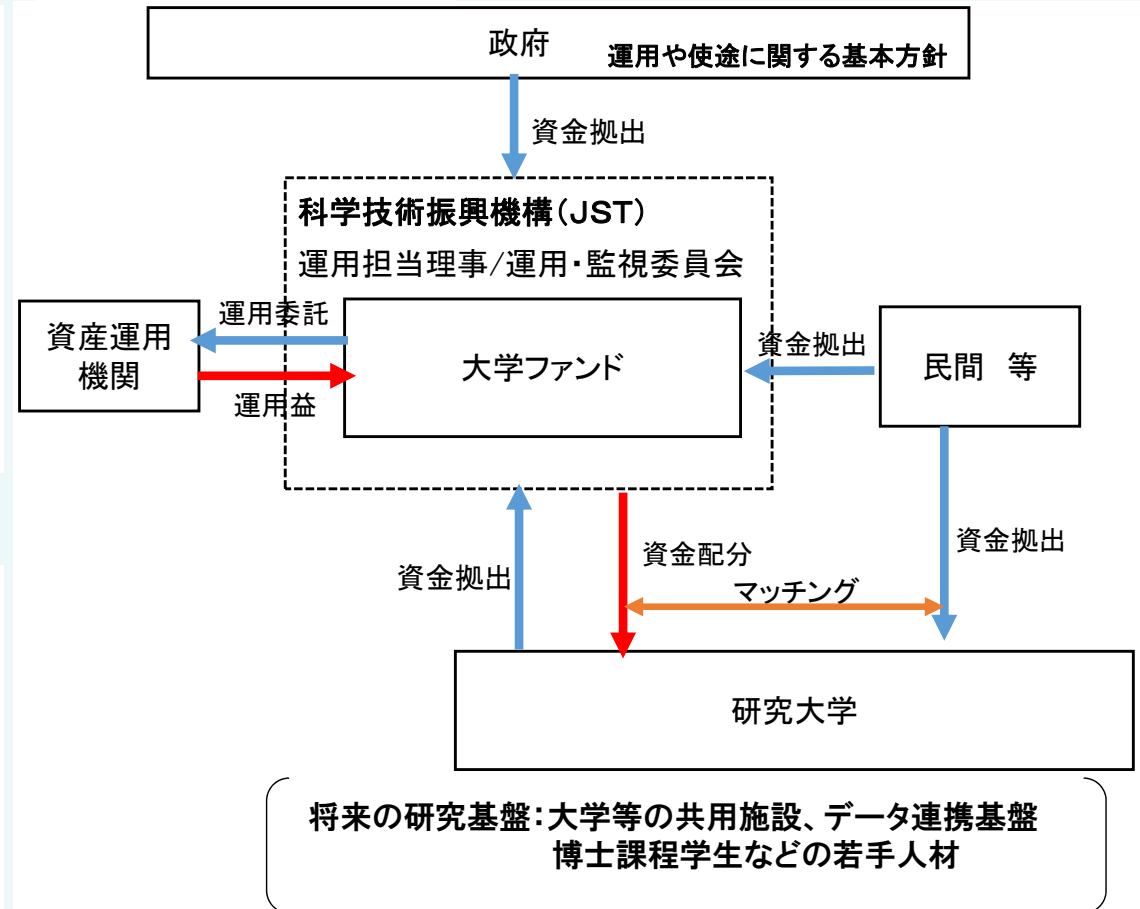 政府
運用や使途に関する基本方針
資金拠出
科学技術振興機構(JST)
運用担当理事/運用・監視委員会
運用委託
資産運用
機関
運用益
大学ファンド
資金拠出
民間　等
資金拠出
資金配分
資金拠出
マッチング
研究大学
将来の研究基盤：大学等の共用施設、データ連携基盤
博士課程学生などの若手人材